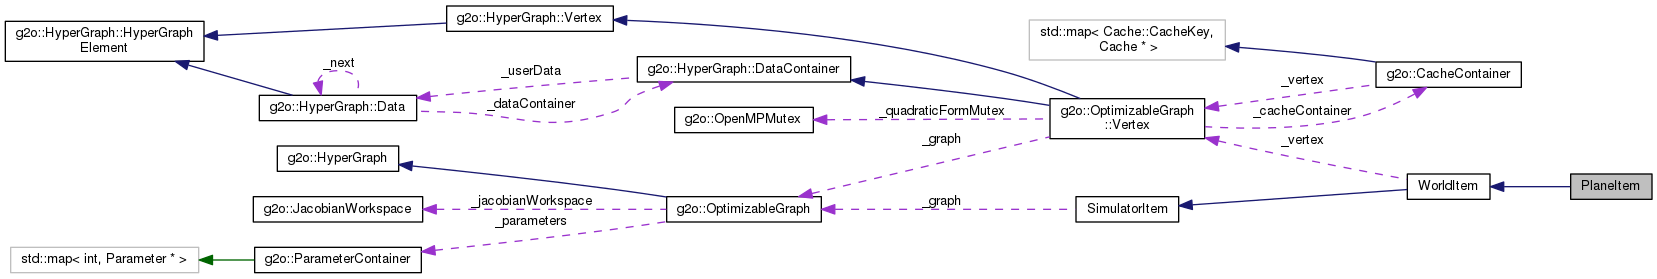 g2o::HyperGraph::HyperGraph
Element
g2o::HyperGraph::Vertex
_next
g2o::HyperGraph::Data
_userData
_dataContainer
g2o::HyperGraph::DataContainer
g2o::OpenMPMutex
_quadraticFormMutex
_graph
std::map< Cache::CacheKey,
Cache * >
g2o::CacheContainer
_vertex
_cacheContainer
g2o::OptimizableGraph
::Vertex
_vertex
g2o::HyperGraph
g2o::JacobianWorkspace
_jacobianWorkspace
_parameters
g2o::OptimizableGraph
_graph
SimulatorItem
WorldItem
PlaneItem
std::map< int, Parameter * >
g2o::ParameterContainer